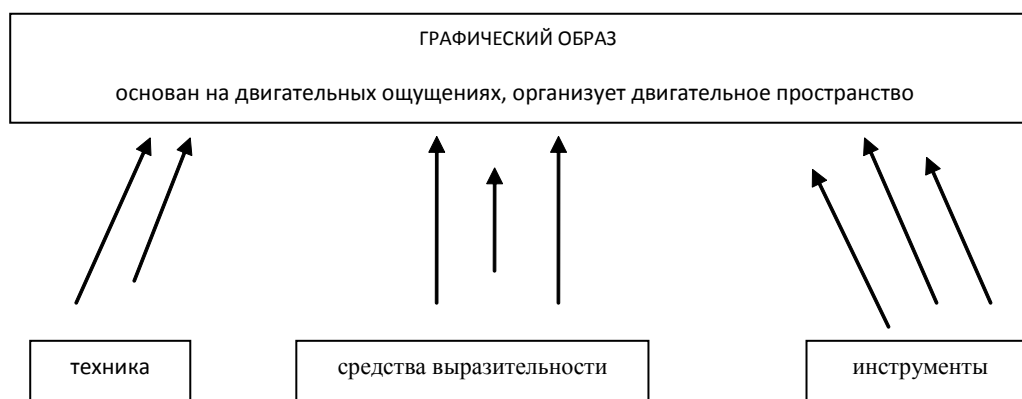 ГРАФИЧЕСКИЙ ОБРАЗ
основан на двигательных ощущениях, организует двигательное пространство
техника
средства выразительности
инструменты